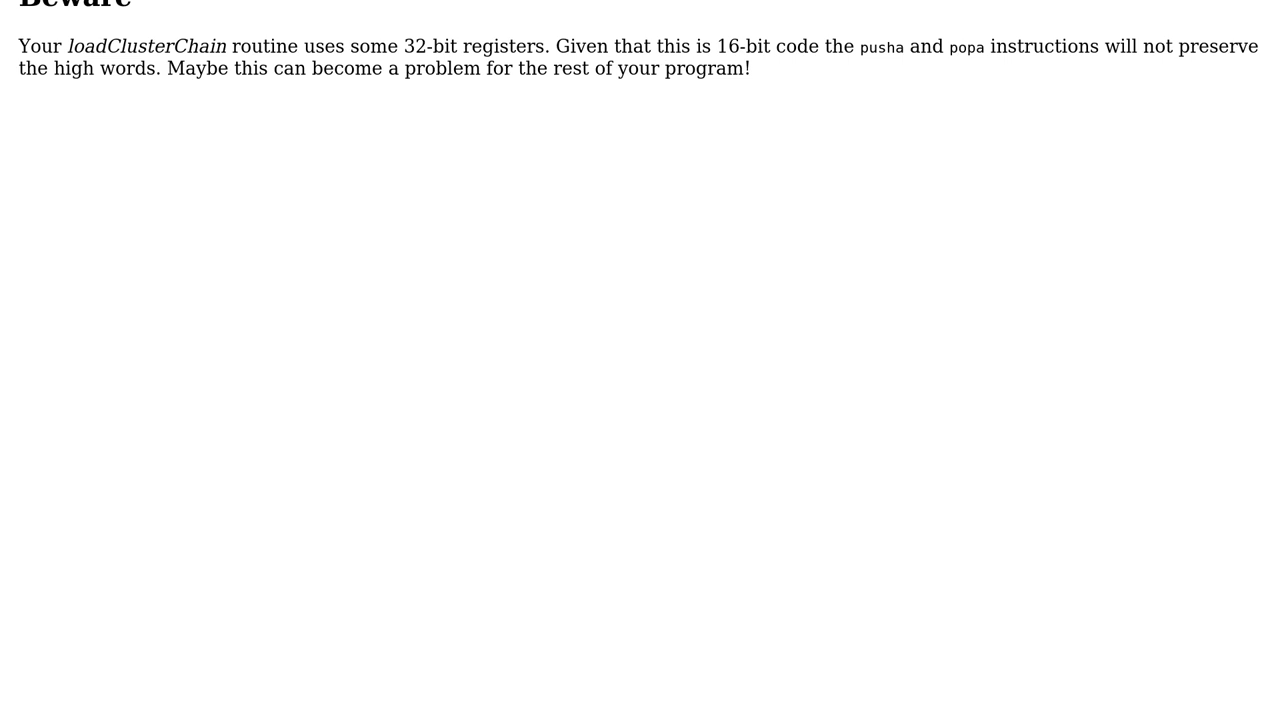 Beware
Your loadClusterChain routine uses some 32-bit registers. Given that this is 16-bit code the pusha and popa instructions will not preserve
the high words. Maybe this can become a problem for the rest of your program!